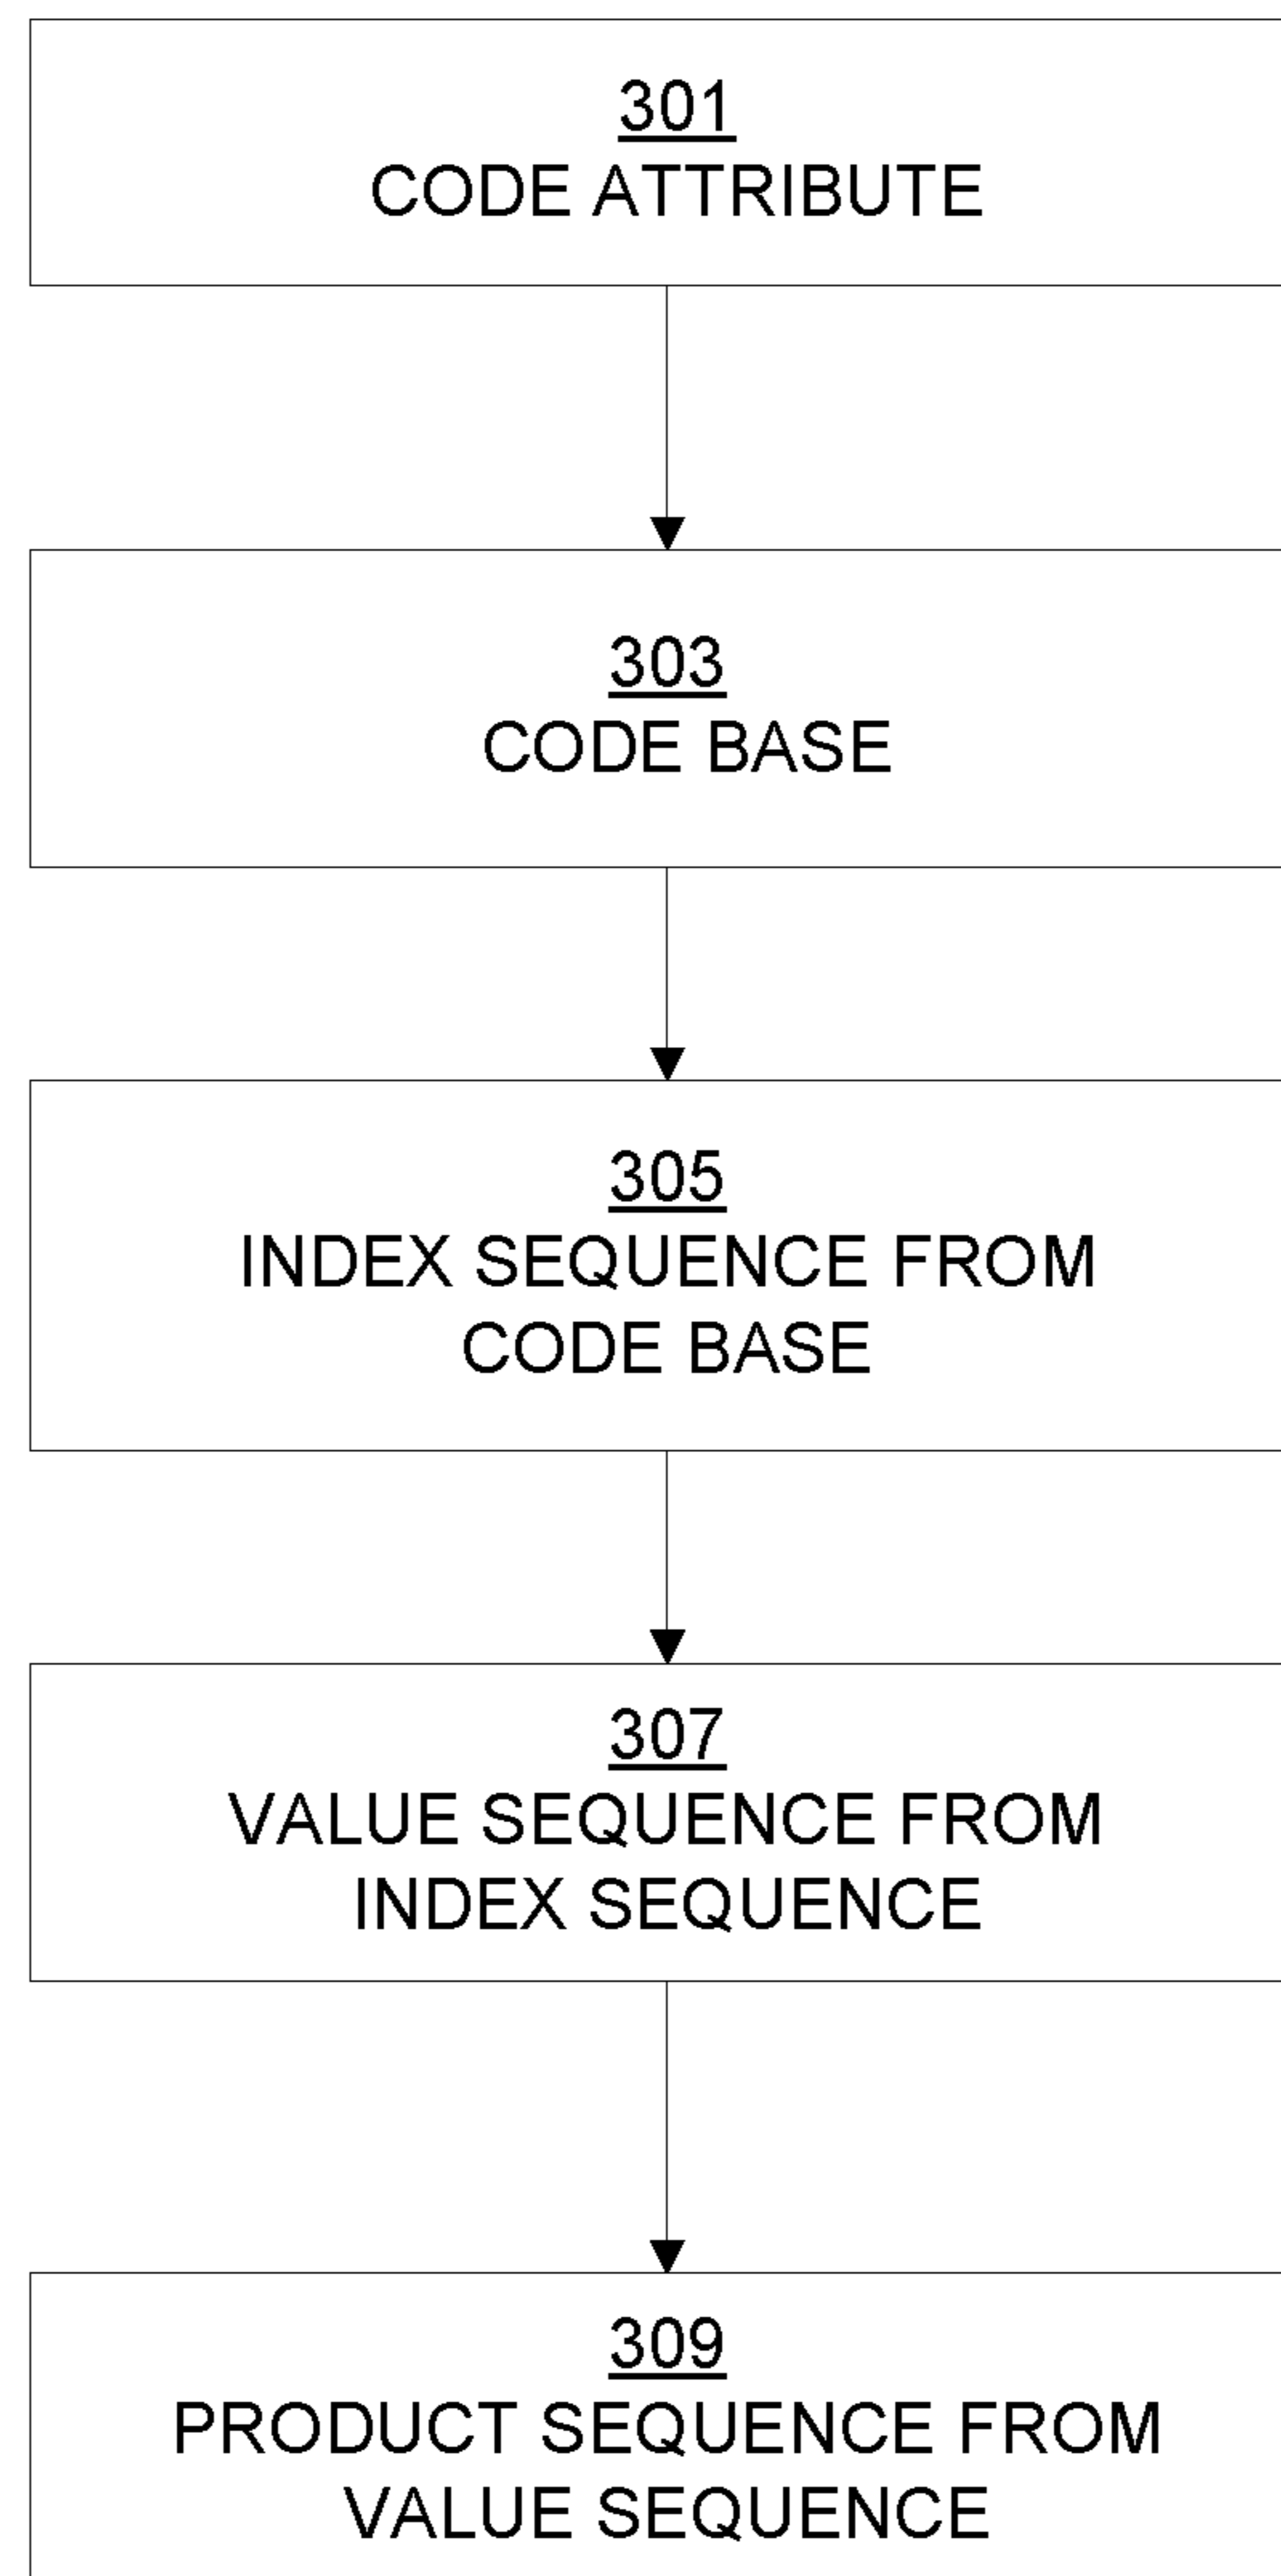 301
CODE ATTRIBUTE
303
CODE BASE
305
INDEX SEQUENCE FROM
CODE BASE
307
VALUE SEQUENCE FROM
INDEX SEQUENCE
309
PRODUCT SEQUENCE FROM
VALUE SEQUENCE